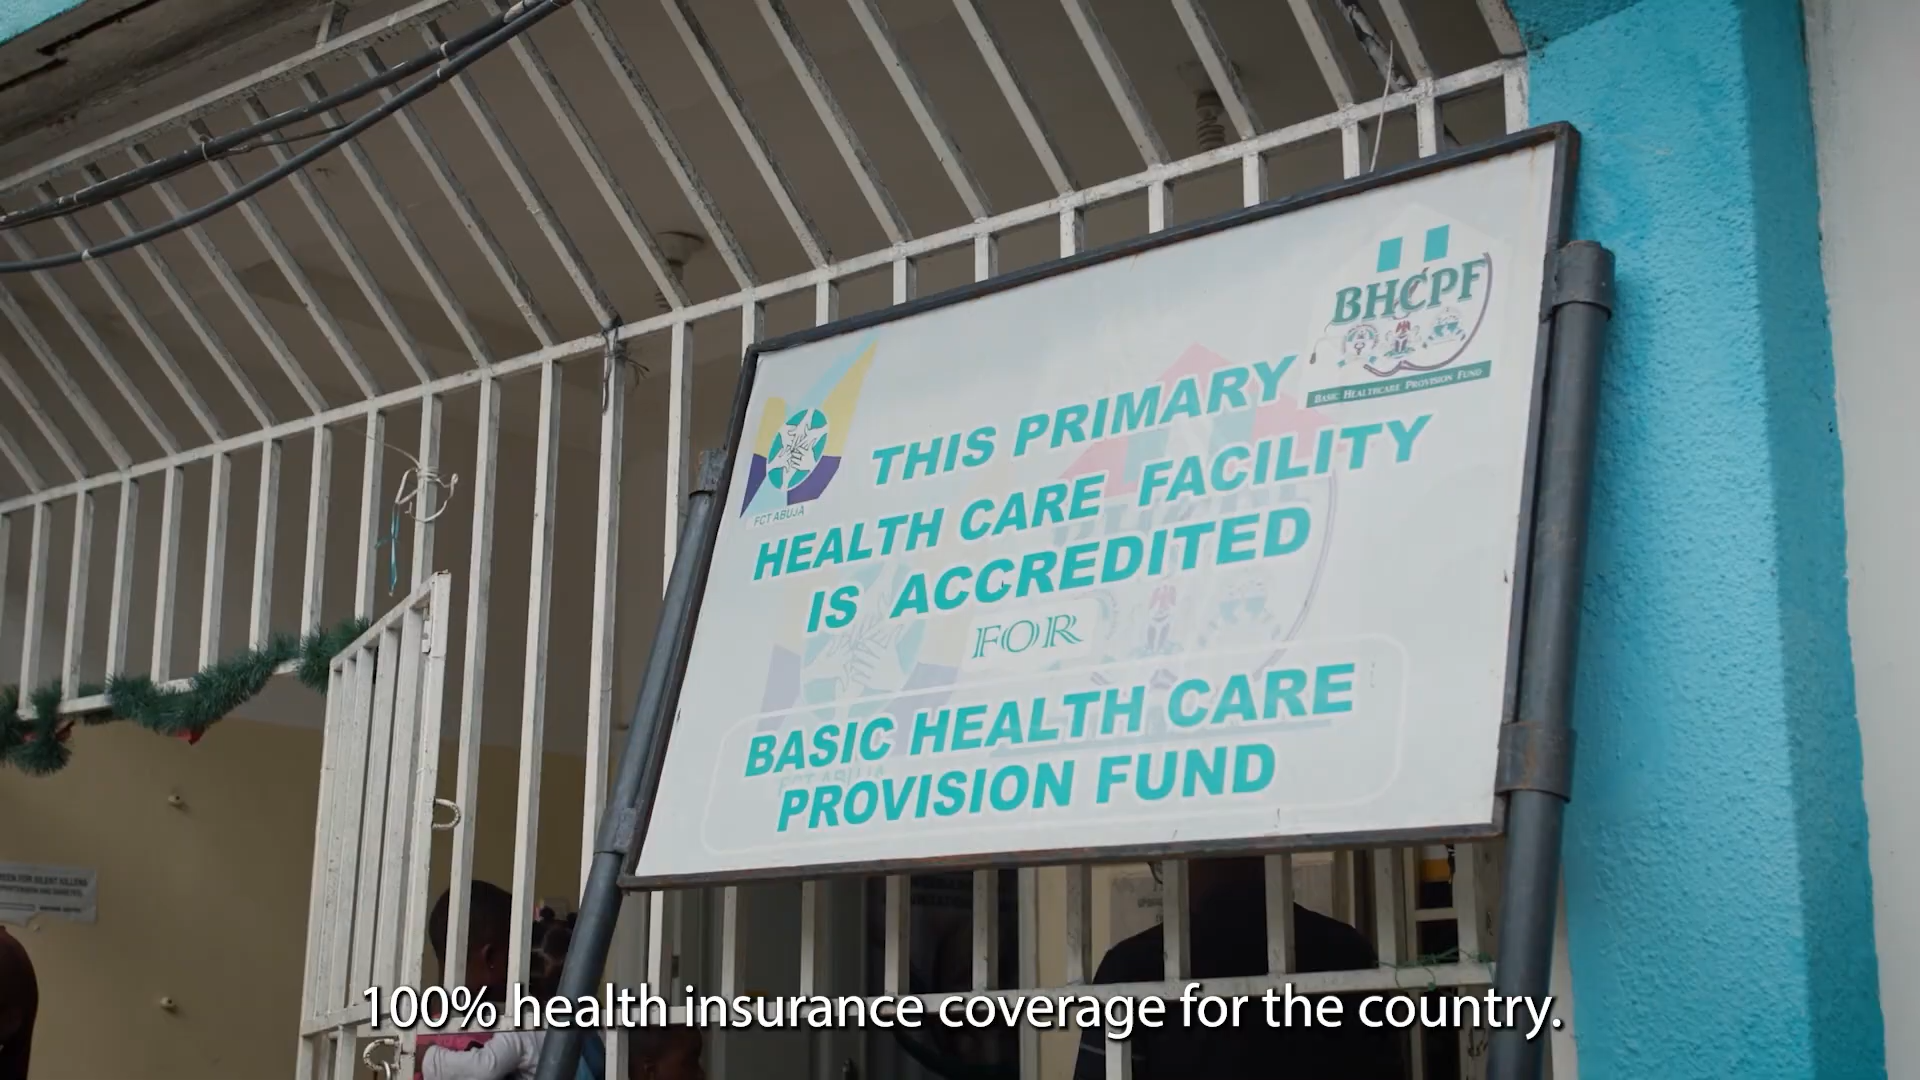 BHCPF
BASIC HEALTHCARE PROVISION FUND
FCT ABUJA
THIS PRIMARY
HEALTH CARE FACILITY
IS ACCREDITED
FOR
BASIC HEALTH CARE
PROVISION FUND
100% health insurance coverage for the country.